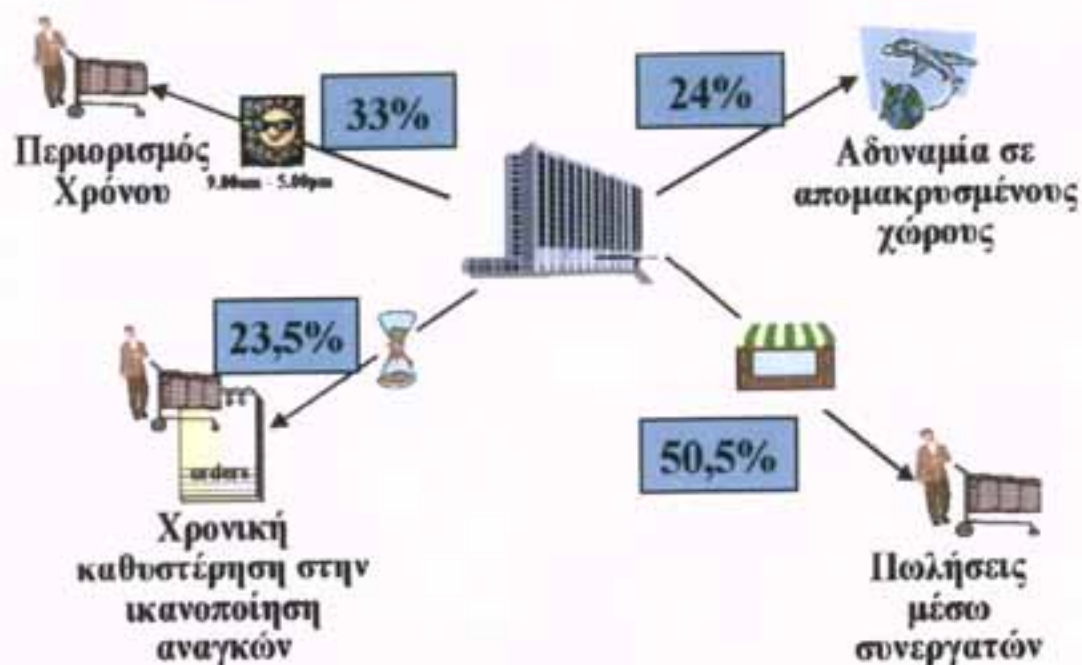 33%
24%
Περιορισμός
Χρόνου
9.00am - 5.00pm
Αδυναμία σε
απομακρυσμένους
χώρους
23,5%
orders
50,5%
Χρονική
καθυστέρηση στην
ικανοποίηση
αναγκών
Πωλήσεις
μέσω
συνεργατών